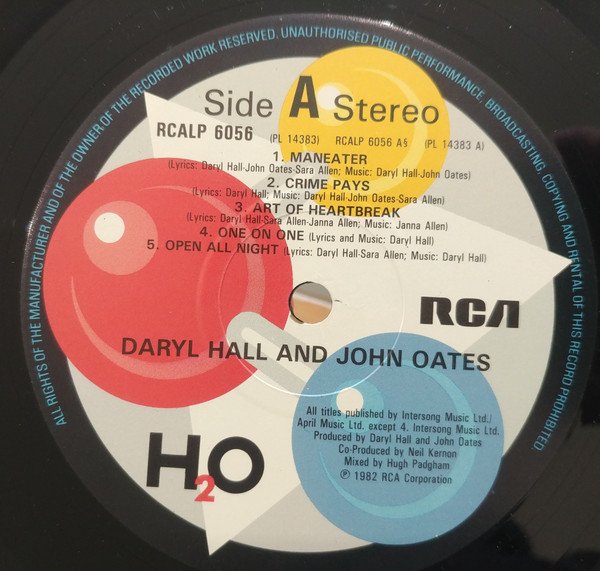 ALL RIGHTS OF THE MANUFACTURER AND OF THE OWNER OF THE RECORDED WORK RESERVED. UNAUTHORISED PUBLIC PERFORMANCE, BROADCASTING, COPYING AND RENTAL OF THIS RECORD PROHIBITED.
Side A Stereo
RCALP 6056 (PL 14383) RCALP 6056 A§ (PL 14383 A)
1. MANEATER
(Lyrics: Daryl Hall-John Oates-Sara Allen; Music: Daryl Hall-John Oates)
2. CRIME PAYS
(Lyrics: Daryl Hall; Music: Daryl Hall-John Oates-Sara Allen)
3. ART OF HEARTBREAK
(Lyrics: Daryl Hall-Sara Allen-Janna Allen; Music: Janna Allen)
4. ONE ON ONE (Lyrics and Music: Daryl Hall)
5. OPEN ALL NIGHT (Lyrics: Daryl Hall-Sara Allen; Music: Daryl Hall)
RCA
DARYL HALL AND JOHN OATES
H2O
All titles published by Intersong Music Ltd./
April Music Ltd. except 4. Intersong Music Ltd.
Produced by Daryl Hall and John Oates
Co-Produced by Neil Kernon
Mixed by Hugh Padgham
℗ 1982 RCA Corporation